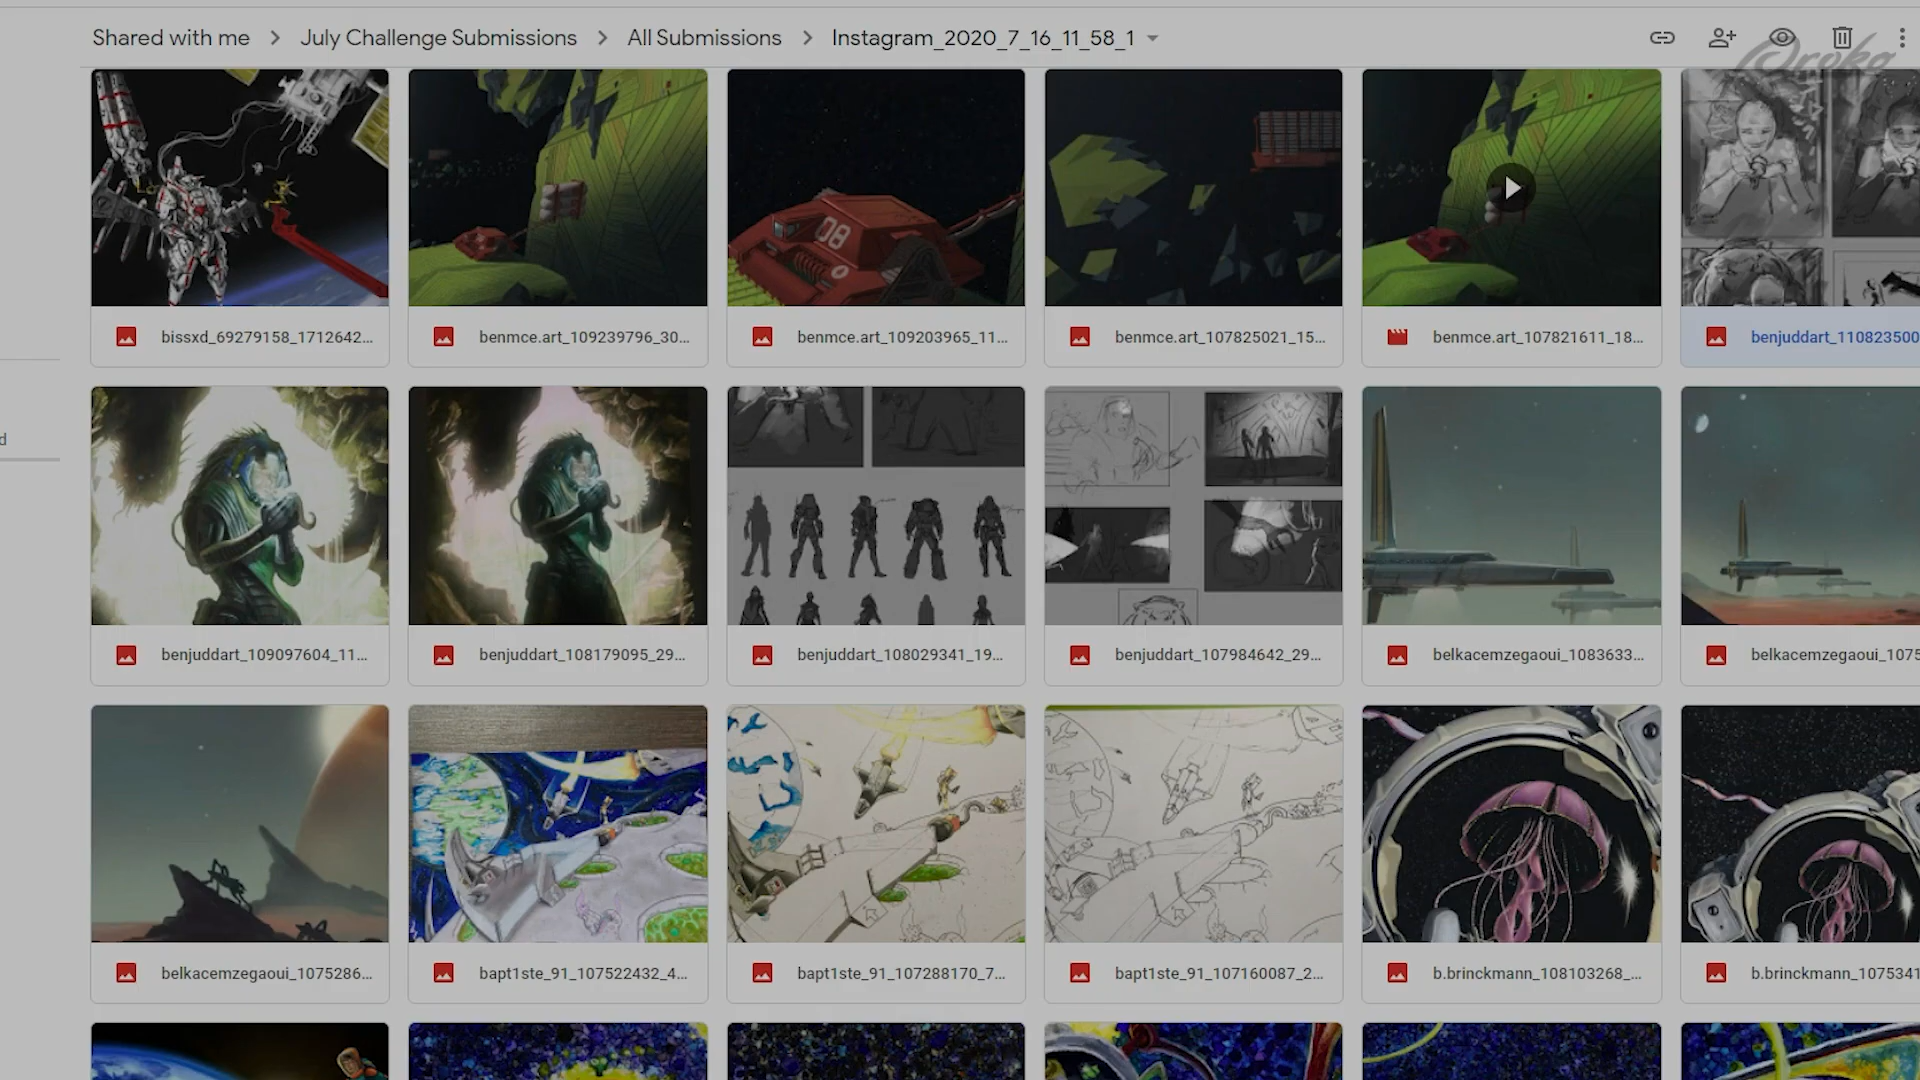 Shared with me > July Challenge Submissions > All Submissions > Instagram_2020_7_16_11_58_1
Proko
08
bissxd_69279158_1712642...
benmce.art_109239796_30...
benmce.art_109203965_11...
benmce.art_107825021_15...
benmce.art_107821611_18...
benjuddart_110823500
d
benjuddart_109097604_11...
benjuddart_108179095_29...
benjuddart_108029341_19...
benjuddart_107984642_29...
belkacemzegaoui_1083633...
belkacemzegaoui_1075
belkacemzegaoui_1075286...
bapt1ste_91_107522432_4...
bapt1ste_91_107288170_7...
bapt1ste_91_107160087_2...
b.brinckmann_108103268_...
b.brinckmann_1075341